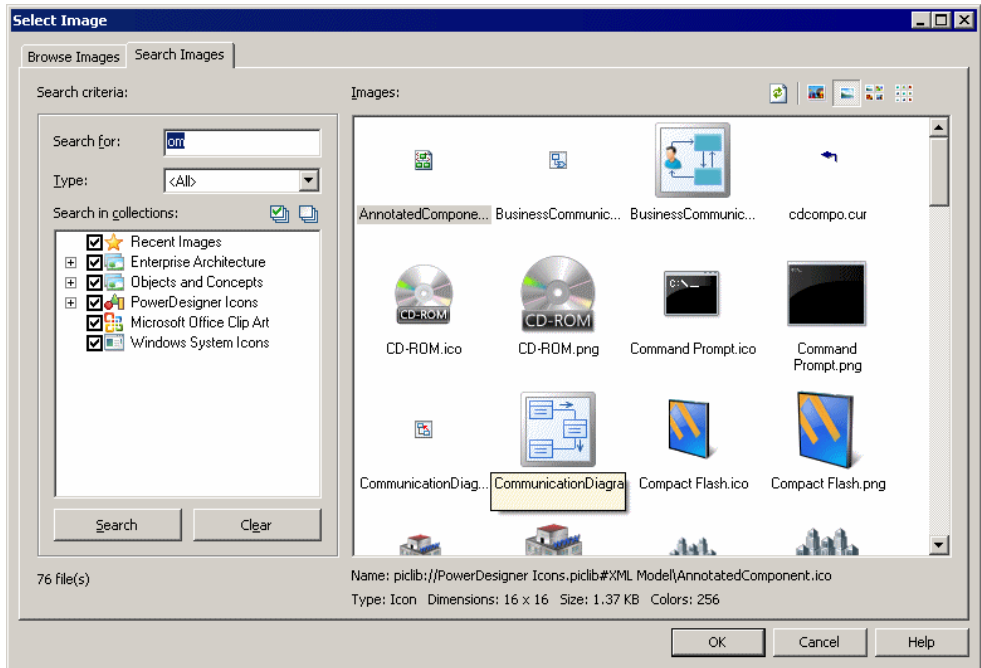 Select Image
Browse Images
Search Images
Search criteria:
Images:
Search for:
om
Type:
<All>
Search in collections:
Recent Images
Enterprise Architecture
Objects and Concepts
PowerDesigner Icons
Microsoft Office Clip Art
Windows System Icons
Search
Clear
76 file(s)
AnnotatedCompone...
BusinessCommunic...
BusinessCommunic...
cdcompo.cur
CD-ROM
CD-ROM
C:\_
CD-ROM.ico
CD-ROM.png
Command Prompt.ico
Command
Prompt.png
CommunicationDiag...
CommunicationDiagra
Compact Flash.ico
Compact Flash.png
Name: piclib://PowerDesigner Icons.piclib#XML Model\AnnotatedComponent.ico
Type: Icon Dimensions: 16 x 16 Size: 1.37 KB Colors: 256
OK
Cancel
Help